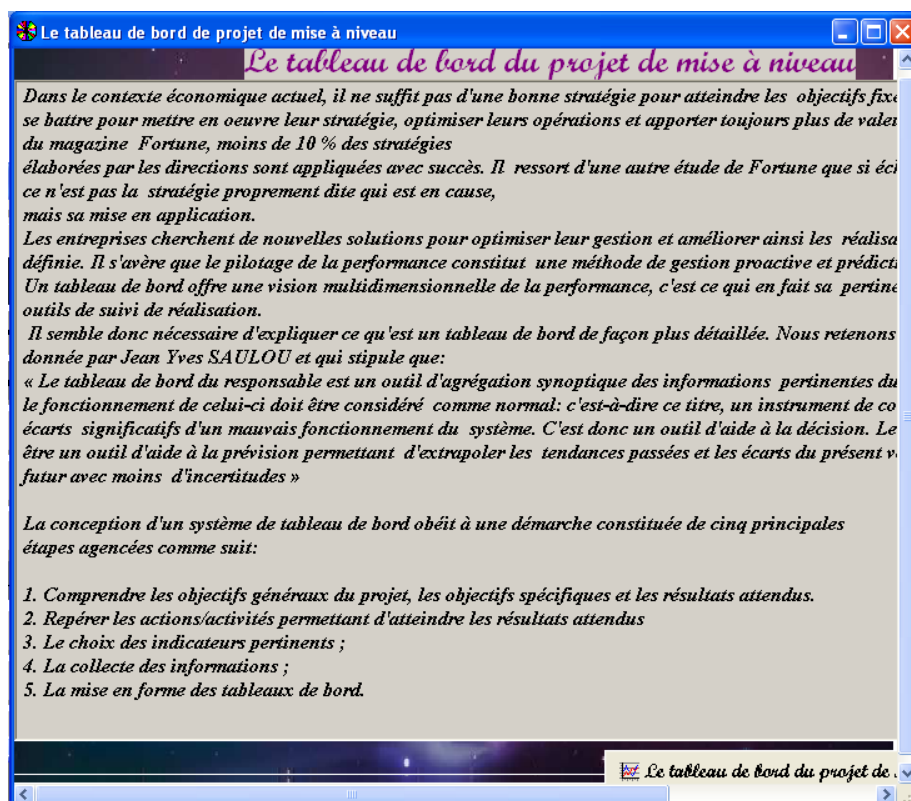 Le tableau de bord de projet de mise à niveau
Le tableau de bord du projet de mise à niveau
Dans le contexte économique actuel, il ne suffit pas d'une bonne stratégie pour atteindre les objectifs fixé
se battre pour mettre en oeuvre leur stratégie, optimiser leurs opérations et apporter toujours plus de vale
du magazine Fortune, moins de 10 % des stratégies
élaborées par les directions sont appliquées avec succès. Il ressort d'une autre étude de Fortune que si éch
ce n'est pas la stratégie proprement dite qui est en cause,
mais sa mise en application.
Les entreprises cherchent de nouvelles solutions pour optimiser leur gestion et améliorer ainsi les réalisa
définie. Il s'avère que le pilotage de la performance constitut une méthode de gestion proactive et prédicti
Un tableau de bord offre une vision multidimensionnelle de la performance, c'est ce qui en fait sa pertine
outils de suivi de réalisation.
Il semble donc nécessaire d'expliquer ce qu'est un tableau de bord de façon plus détaillée. Nous retenons
donnée par Jean Yves SAULOU et qui stipule que:
« Le tableau de bord du responsable est un outil d'agrégation synoptique des informations pertinentes du
le fonctionnement de celui-ci doit être considéré comme normal: c'est-à-dire ce titre, un instrument de co
écarts significatifs d'un mauvais fonctionnement du système. C'est donc un outil d'aide à la décision. Le
être un outil d'aide à la prévision permettant d'extrapoler les tendances passées et les écarts du présent v
futur avec moins d'incertitudes »
La conception d'un système de tableau de bord obéit à une démarche constituée de cinq principales
étapes agencées comme suit:
1. Comprendre les objectifs généraux du projet, les objectifs spécifiques et les résultats attendus.
2. Repérer les actions/activités permettant d'atteindre les résultats attendus
3. Le choix des indicateurs pertinents ;
4. La collecte des informations ;
5. La mise en forme des tableaux de bord.
Le tableau de bord du projet de